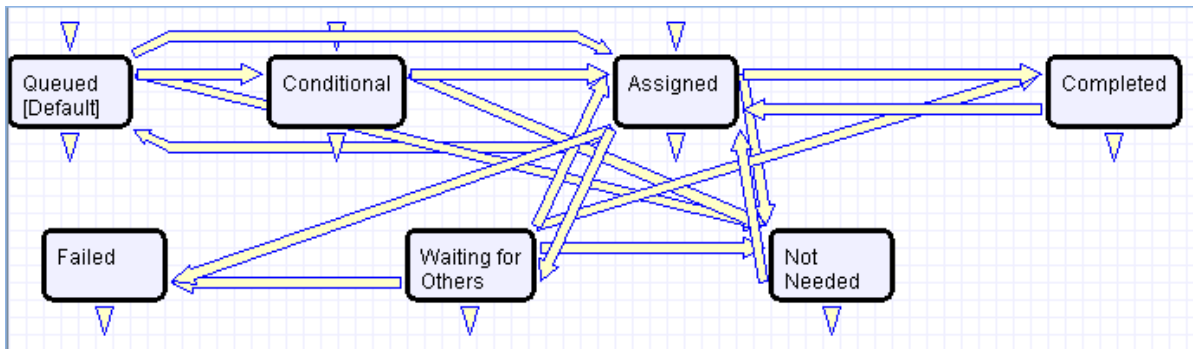 Queued
[Default]
Conditional
Assigned
Completed
Failed
Waiting for
Others
Not
Needed